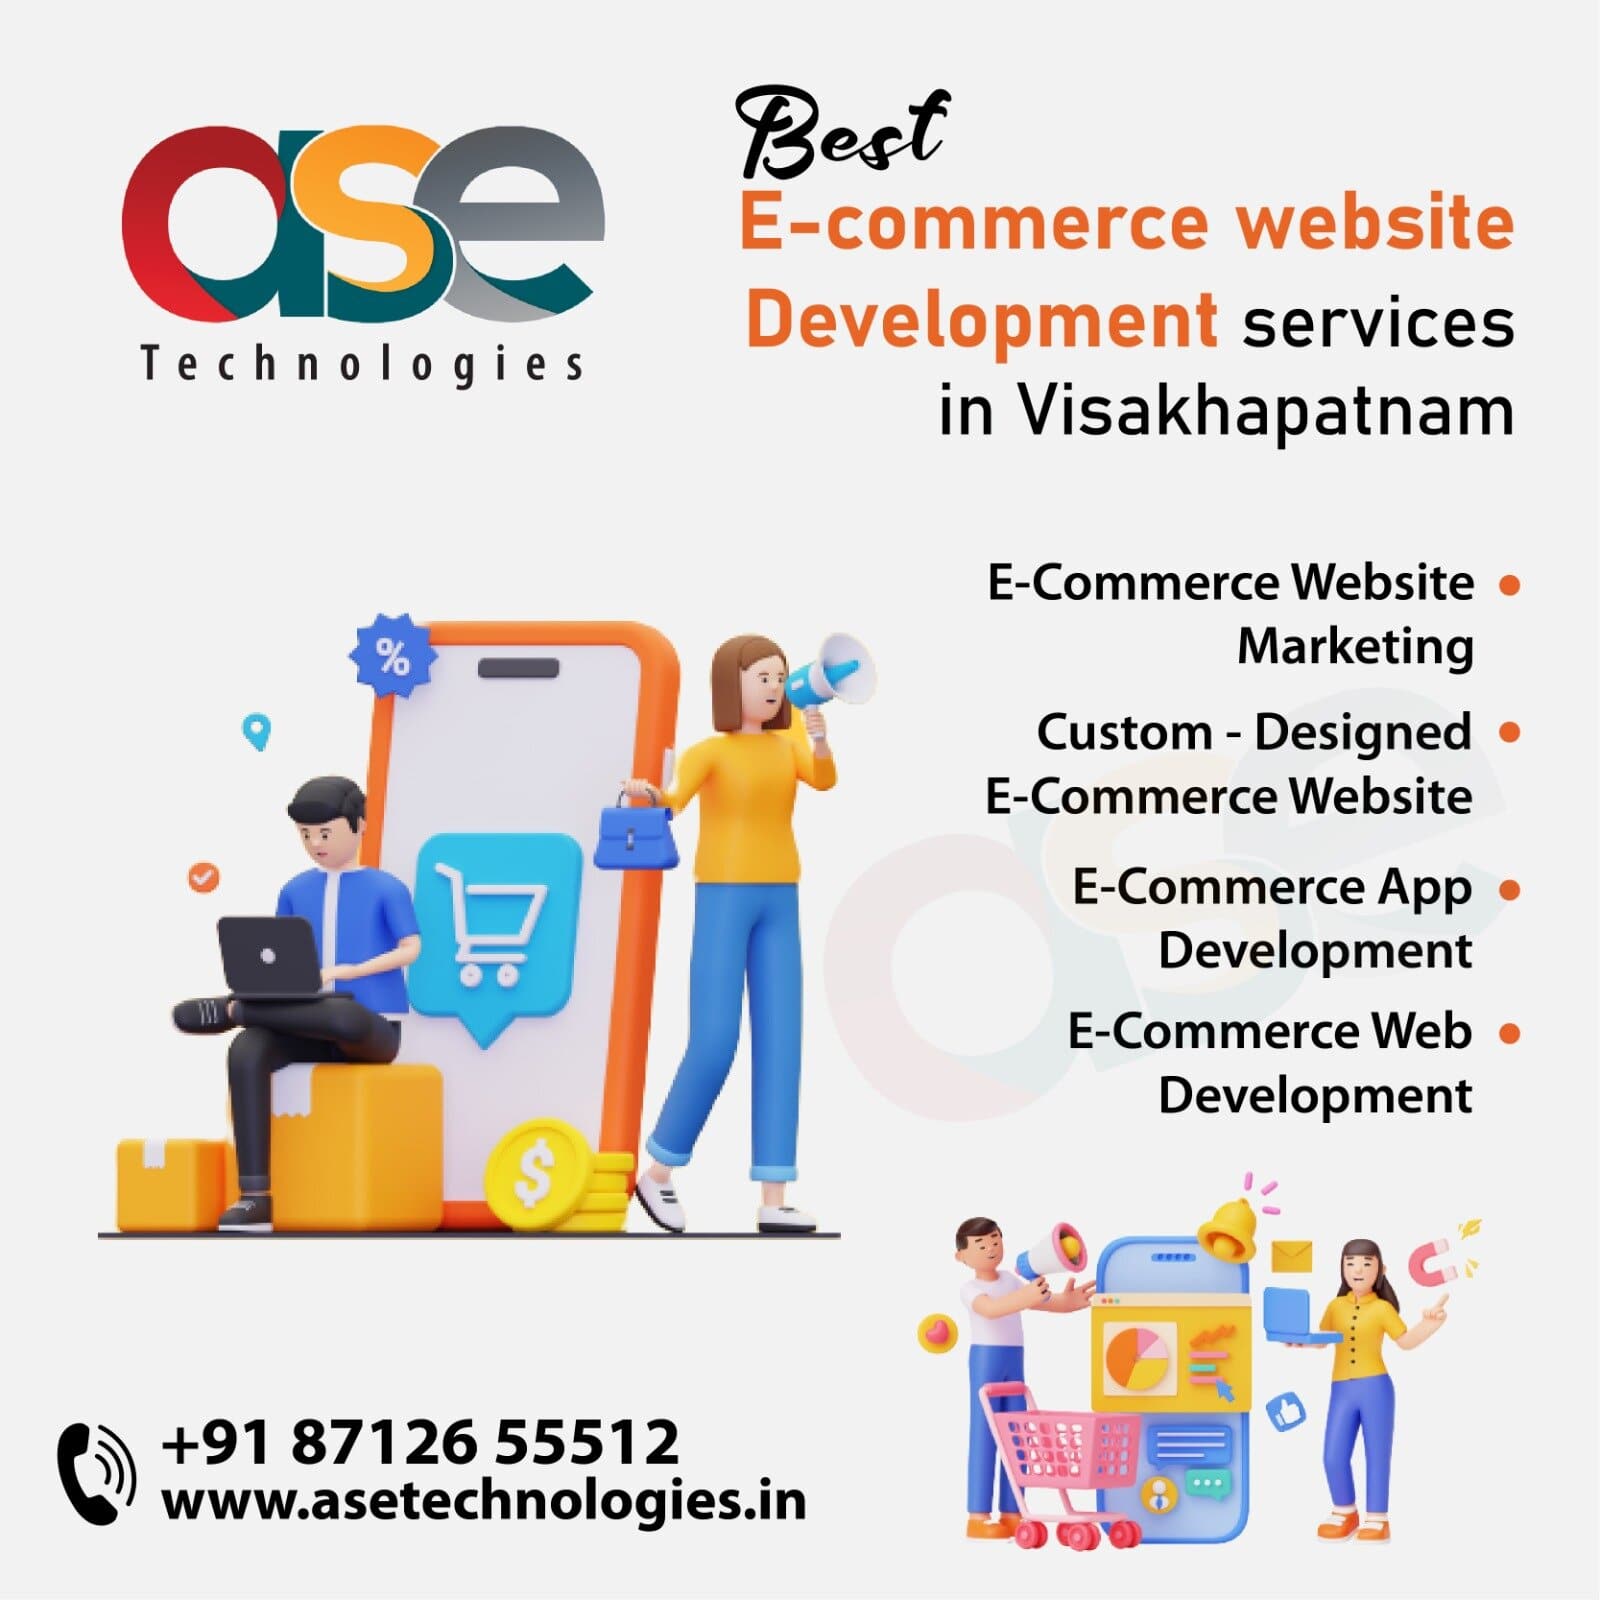 ase
Technologies
Best
E-commerce website
Development services
in Visakhapatnam
E-Commerce Website
Marketing
Custom - Designed
E-Commerce Website
E-Commerce App
Development
E-Commerce Web
Development
%
$
ase
+91 87126 55512
www.asetechnologies.in